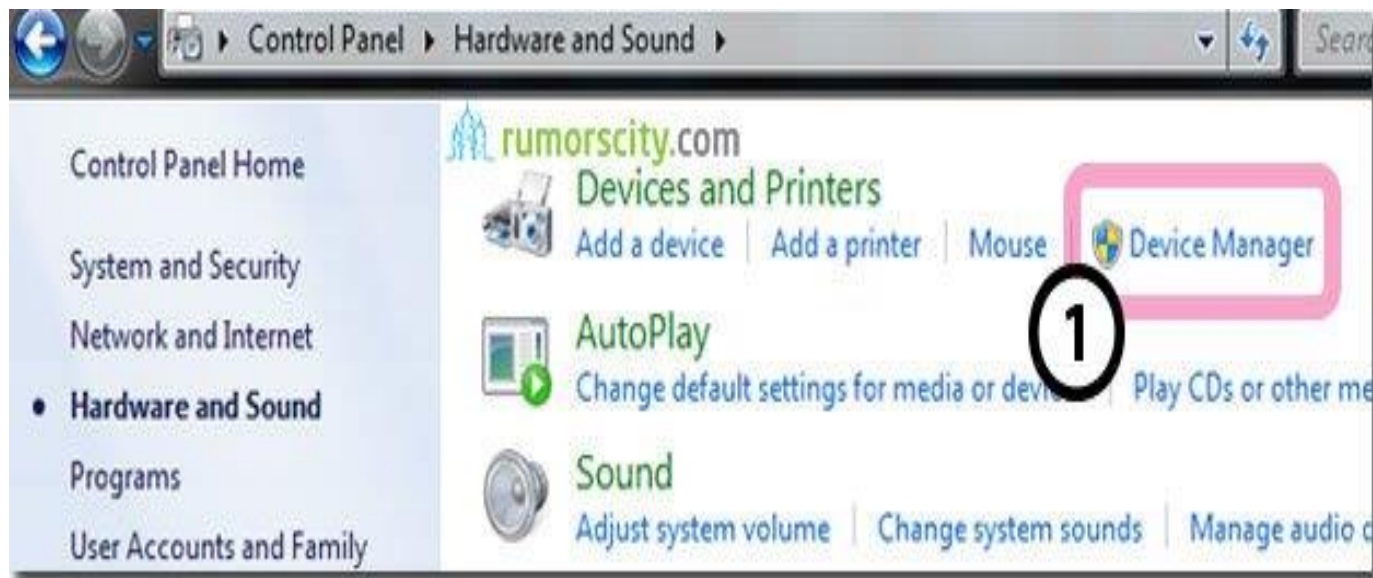 Control Panel Hardware and Sound
Control Panel Home
System and Security
Network and Internet
Hardware and Sound
Programs
User Accounts and Family
rumorscity.com
Devices and Printers
Add a device Add a printer Mouse Device Manager
1
AutoPlay
Change default settings for media or Play CDs or other
Sound
Adjust system volume Change system sounds Manage audio